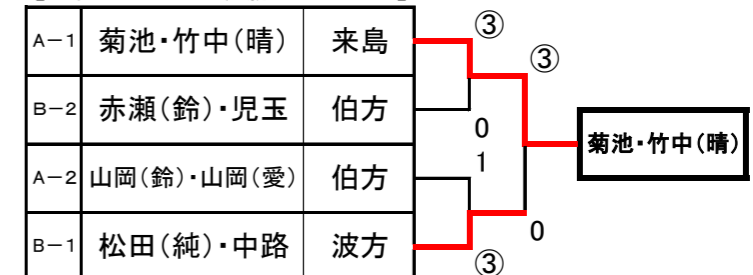 A－1 菊池・竹中(晴) 来島 ③
③
B－2 赤瀬(鈴)・児玉 伯方 0
菊池・竹中(晴)
A－2 山岡(鈴)・山岡(愛) 伯方 1
B－1 松田(純)・中路 波方 ③
0